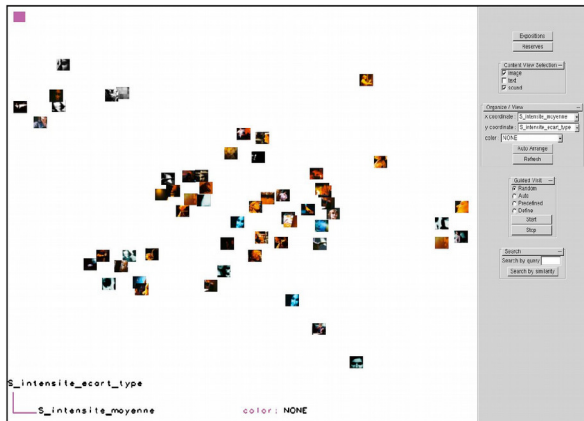 Expositions
Reserves
Content View Selection
image
text
sound
Organize / View
x coordinate : S_intensite_moyenne
y coordinate : S_intensite_ecart_type
color : NONE
Auto Arrange
Refresh
Guided Visit
Random
Auto
Predefined
Define
Start
Stop
Search
Search by query
Search by similarity
S_intensite_ecart_type
S_intensite_moyenne
color: NONE